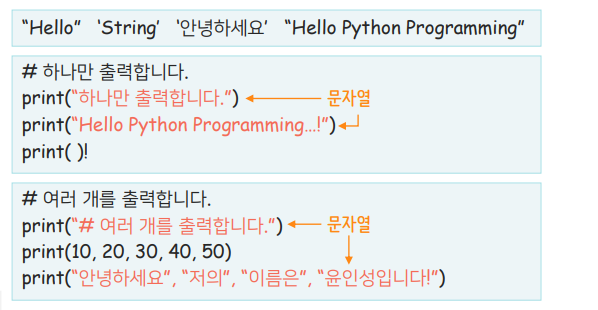 “Hello” ‘String’ ‘안녕하세요’ “Hello Python Programming”
# 하나만 출력합니다.
print(“하나만 출력합니다.”) 문자열
print(“Hello Python Programming...!”)
print( )!
# 여러 개를 출력합니다.
print(“# 여러 개를 출력합니다.”) 문자열
print(10, 20, 30, 40, 50)
print(“안녕하세요”, “저의”, “이름은”, “윤인성입니다!”)